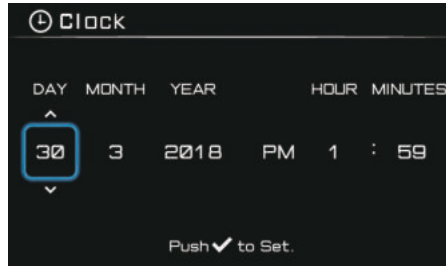 Clock
DAY MONTH YEAR HOUR MINUTES
30 3 2018 PM 1 : 59
Push ✔ to Set.